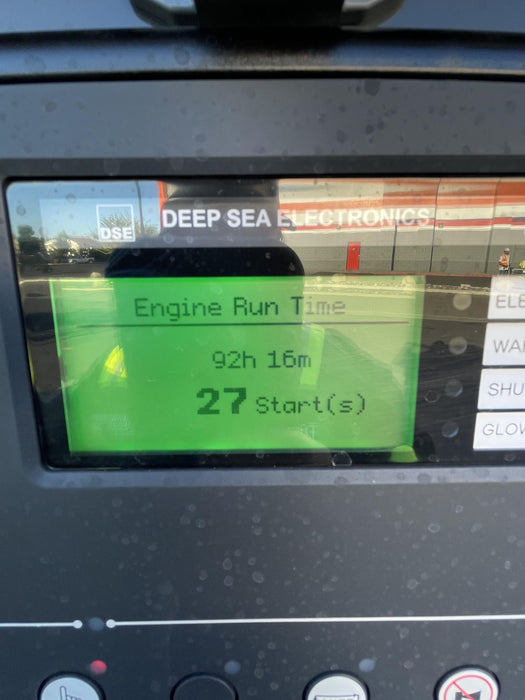 DSE
DEEP SEA ELECTRONICS
Engine Run Time
92h 16m
27 Start(s)